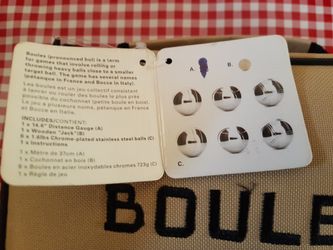 Boules (pronounced bu:l) is a term
for games that involve rolling or
throwing heavy balls close to a smaller
target ball. The game has several names
(pétanque in France and Bocce in Italy).
Les boules est un jeu collectif consistant
à lancer ou rouler des boules le plus près
possible du cochonnet (petite boule en bois)
Le jeu a plusieurs noms, pétanque en France
et Bocce en Italie.
INCLUDES/CONTENT:
1 x 14.6" Distance Gauge (A)
1 x Wooden "Jack" (B)
6 x 1.6lbs Chrome-plated stainless steel balls (C)
1 x Instructions
1 x Mètre de 37cm (A)
1 x Cochonnet en bois (B)
6 x Boules en acier inoxydables chromes 723g (C)
1 x Règle de jeu
A.
B.
C.
BOULE